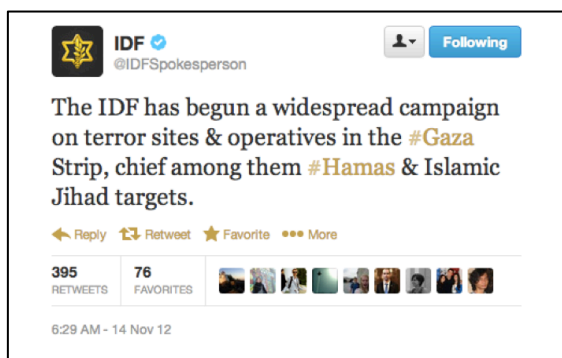 IDF
Following
@IDFSpokesperson
The IDF has begun a widespread campaign
on terror sites & operatives in the #Gaza
Strip, chief among them #Hamas & Islamic
Jihad targets.
Reply Retweet Favorite More
395 76
RETWEETS FAVORITES
6:29 AM - 14 Nov 12